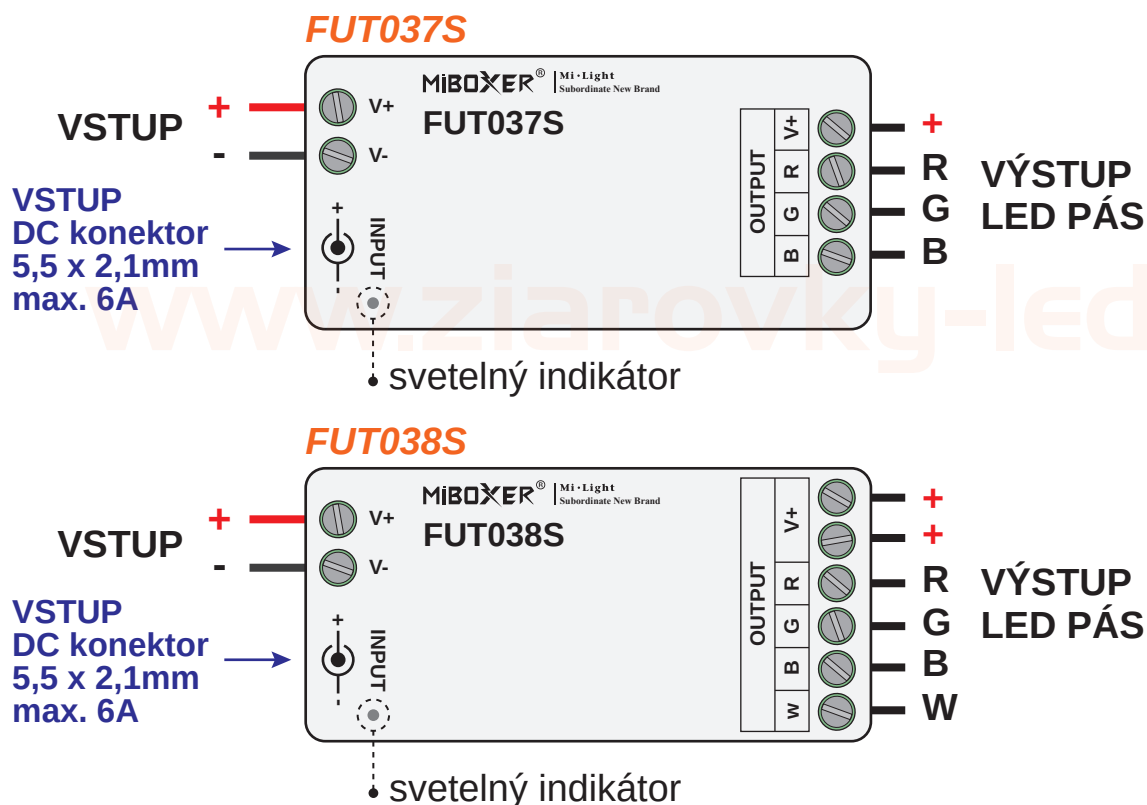 FUT037S
MiBOXER® Mi·Light
Subordinate New Brand
FUT037S
VSTUP
+
-
V+
V-
VSTUP
DC konektor
5,5 x 2,1mm
max. 6A
+
-
INPUT
OUTPUT
V+
R
G
B
+
R
G
B
VÝSTUP
LED PÁS
www.ziarovky-led
svetelný indikátor
FUT038S
MiBOXER® Mi·Light
Subordinate New Brand
FUT038S
VSTUP
+
-
V+
V-
VSTUP
DC konektor
5,5 x 2,1mm
max. 6A
+
-
INPUT
OUTPUT
V+
R
G
B
W
+
+
R
G
B
W
VÝSTUP
LED PÁS
svetelný indikátor